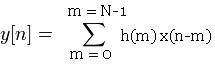 m = N-1
y[n] = ∑ h(m) x(n-m)
m = 0